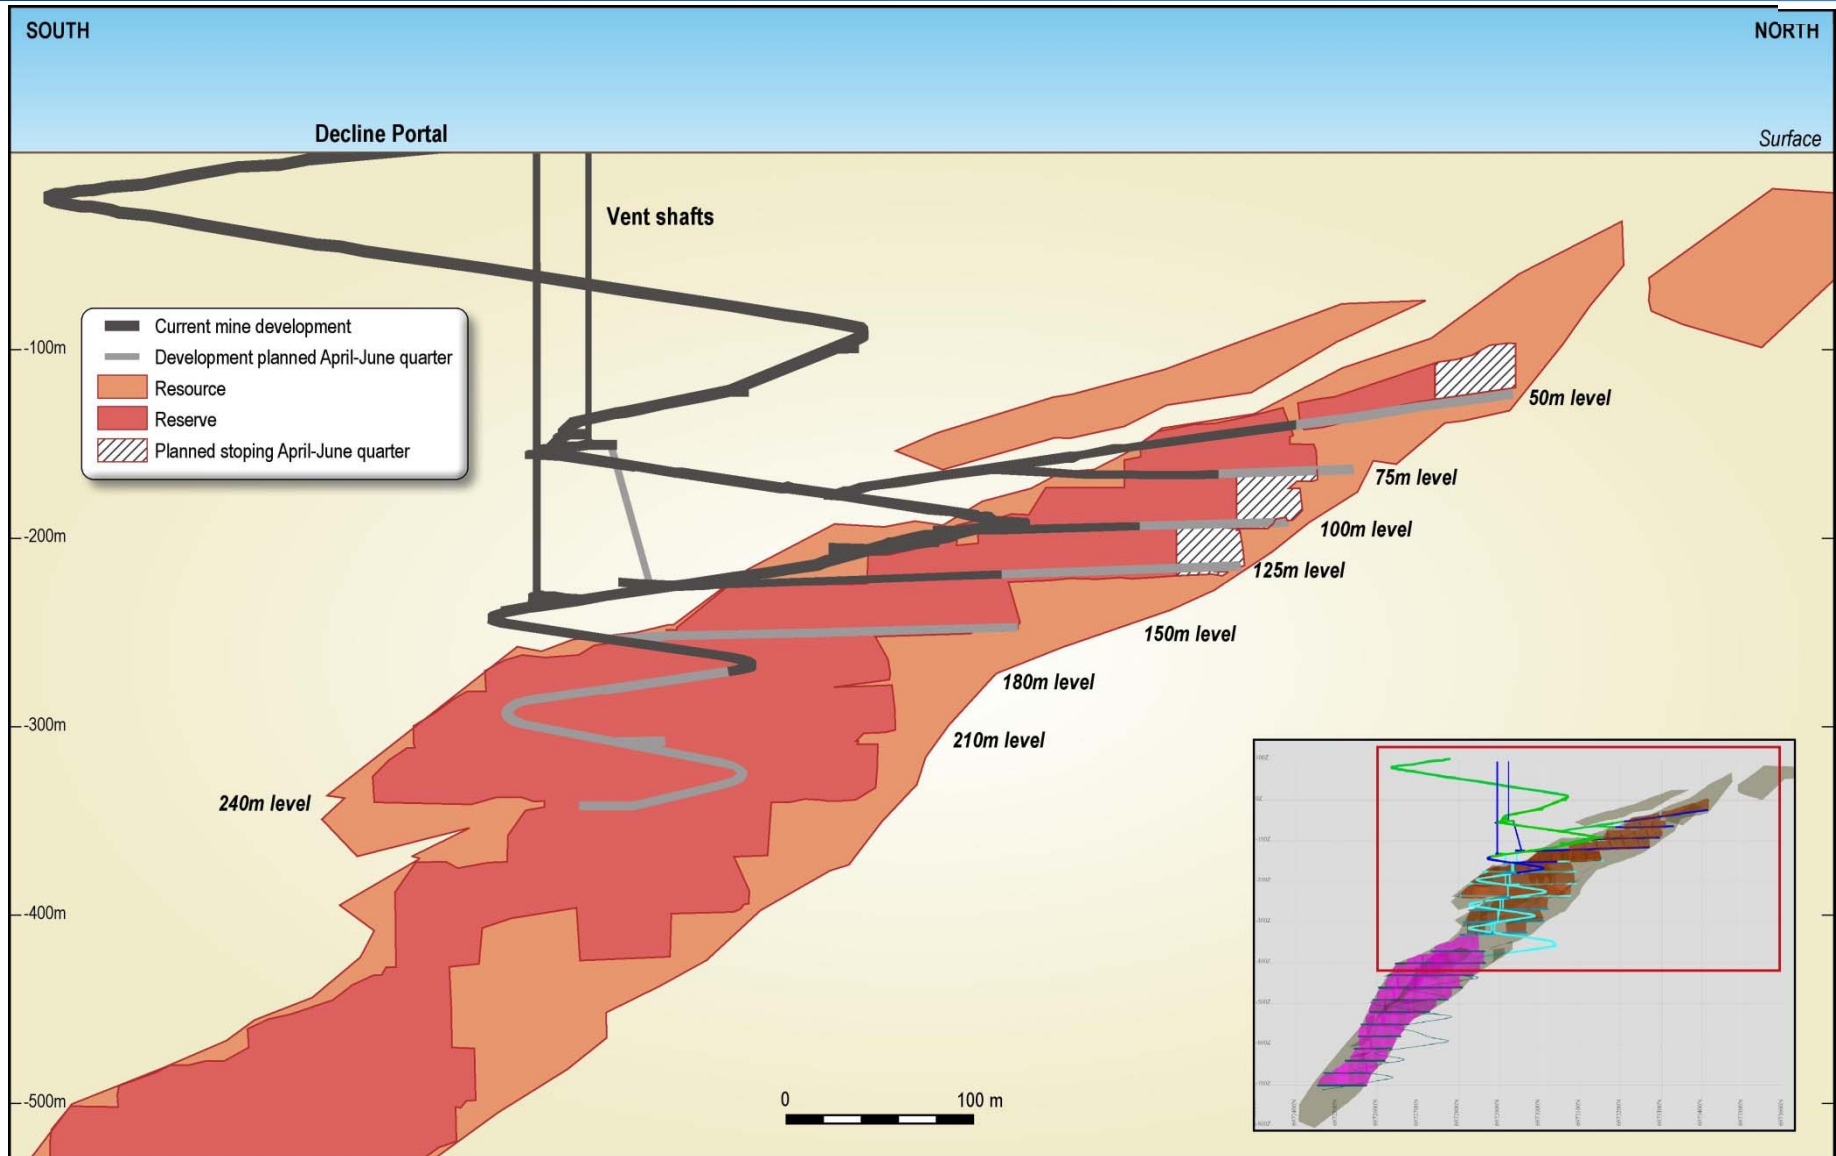 SOUTH
NORTH
Decline Portal
Surface
Vent shafts
Current mine development
Development planned April-June quarter
Resource
Reserve
Planned stoping April-June quarter
-100m
-200m
-300m
-400m
-500m
50m level
75m level
100m level
125m level
150m level
180m level
210m level
240m level
0
100 m